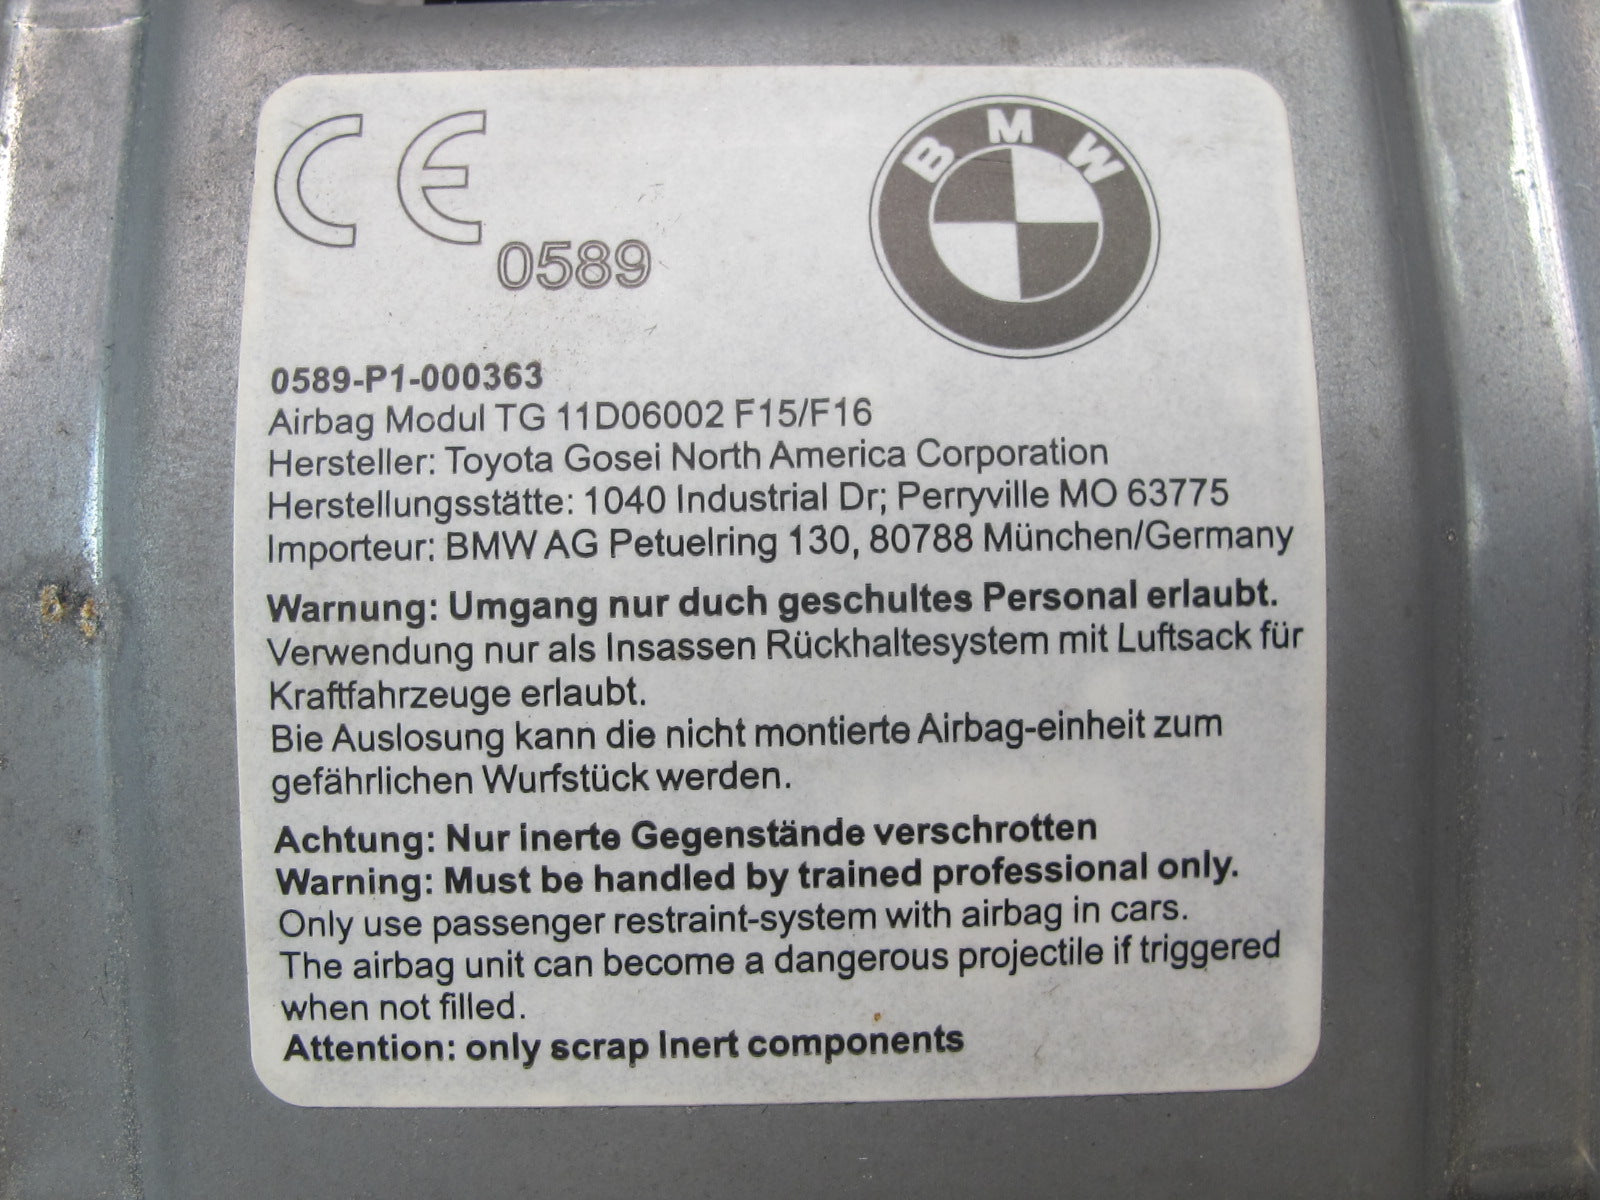 CE
0589
BMW
0589-P1-000363
Airbag Modul TG 11D06002 F15/F16
Hersteller: Toyota Gosei North America Corporation
Herstellungsstätte: 1040 Industrial Dr; Perryville MO 63775
Importeur: BMW AG Petuelring 130, 80788 München/Germany
Warnung: Umgang nur duch geschultes Personal erlaubt.
Verwendung nur als Insassen Rückhaltesystem mit Luftsack für
Kraftfahrzeuge erlaubt.
Bie Auslosung kann die nicht montierte Airbag-einheit zum
gefährlichen Wurfstück werden.
Achtung: Nur inerte Gegenstände verschrotten
Warning: Must be handled by trained professional only.
Only use passenger restraint-system with airbag in cars.
The airbag unit can become a dangerous projectile if triggered
when not filled.
Attention: only scrap Inert components